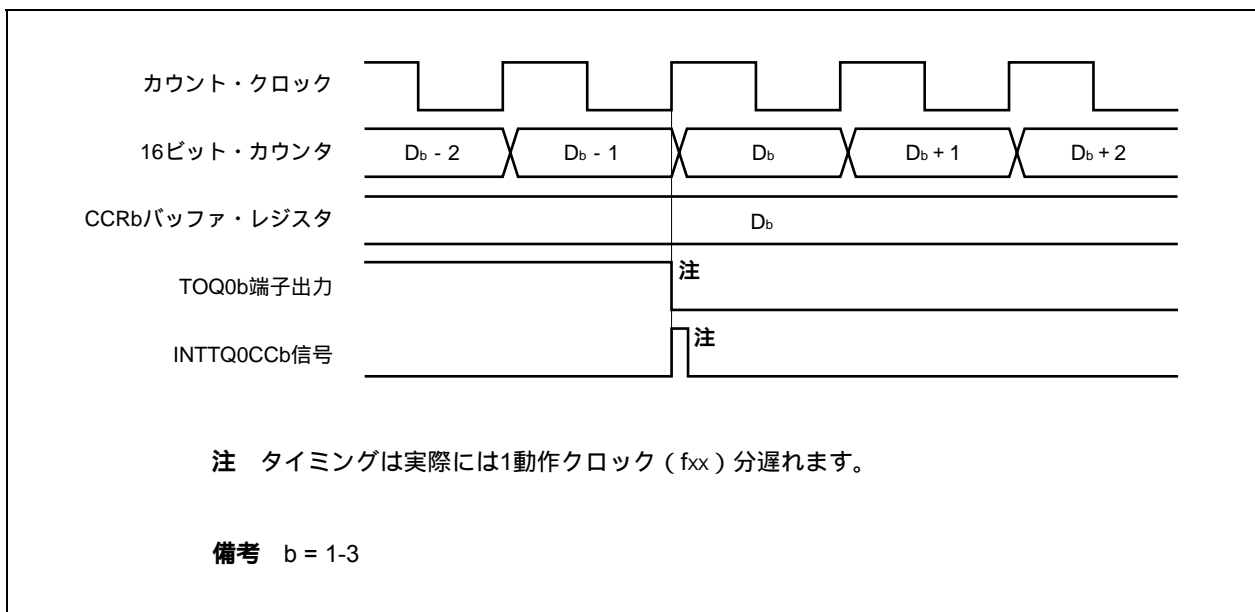 カウント・クロック
16ビット・カウンタ
Db - 2
Db - 1
Db
Db + 1
Db + 2
CCRbバッファ・レジスタ
Db
TOQ0b端子出力
注
INTTQ0CCb信号
注
注 タイミングは実際には1動作クロック(fxx)分遅れます。
備考 b = 1-3